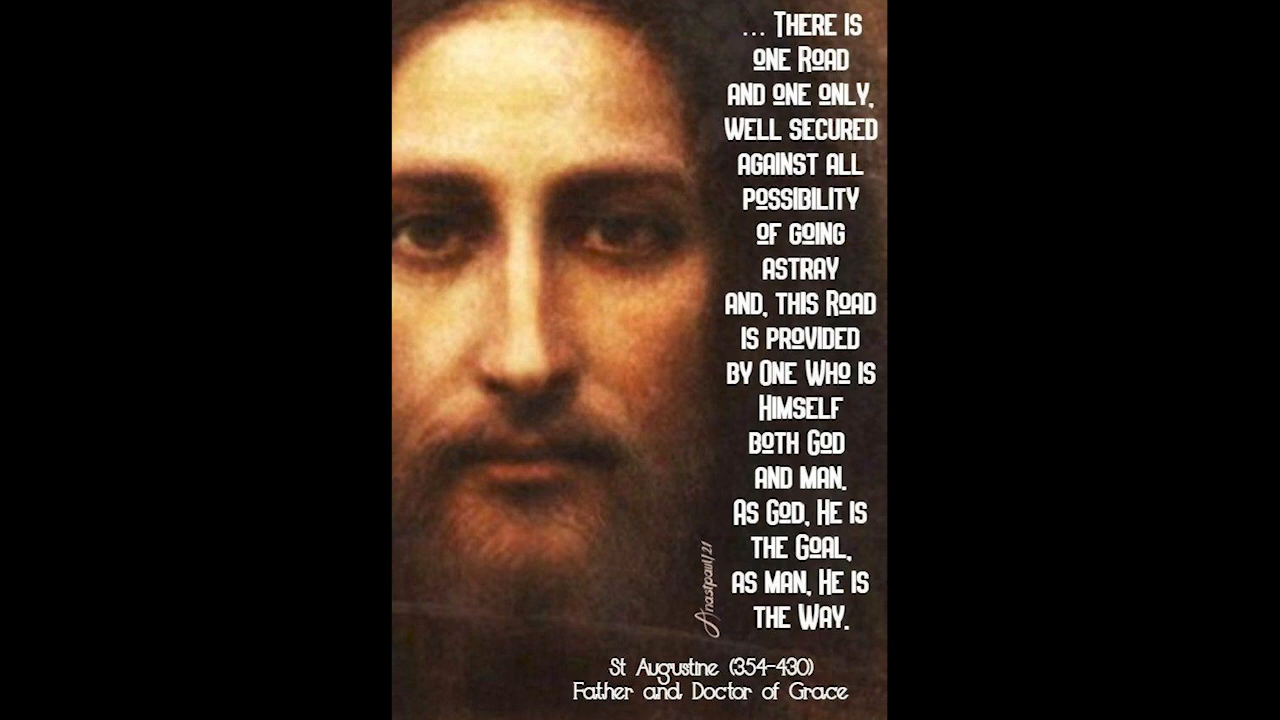 ... There is
one Road
and one only,
well secured
against all
possibility
of going
astray
and, this Road
is provided
by One Who is
Himself
both God
and man.
As God, He is
the Goal,
as man, He is
the Way.
Anastpaul/21
St Augustine (354-430)
Father and Doctor of Grace